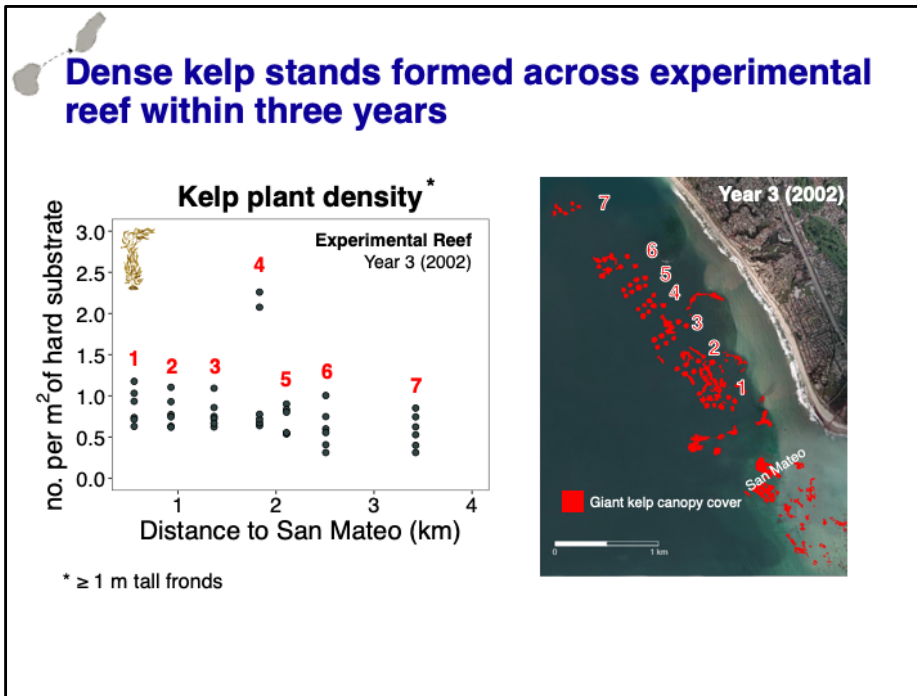 Dense kelp stands formed across experimental
reef within three years
Kelp plant density*
no. per m² of hard substrate
3.0
2.5
2.0
1.5
1.0
0.5
0.0
Experimental Reef
Year 3 (2002)
1
2
3
4
5
6
7
1
2
3
4
Distance to San Mateo (km)
* ≥ 1 m tall fronds
Year 3 (2002)
7
6
5
4
3
2
1
San Mateo
Giant kelp canopy cover
0
1 km